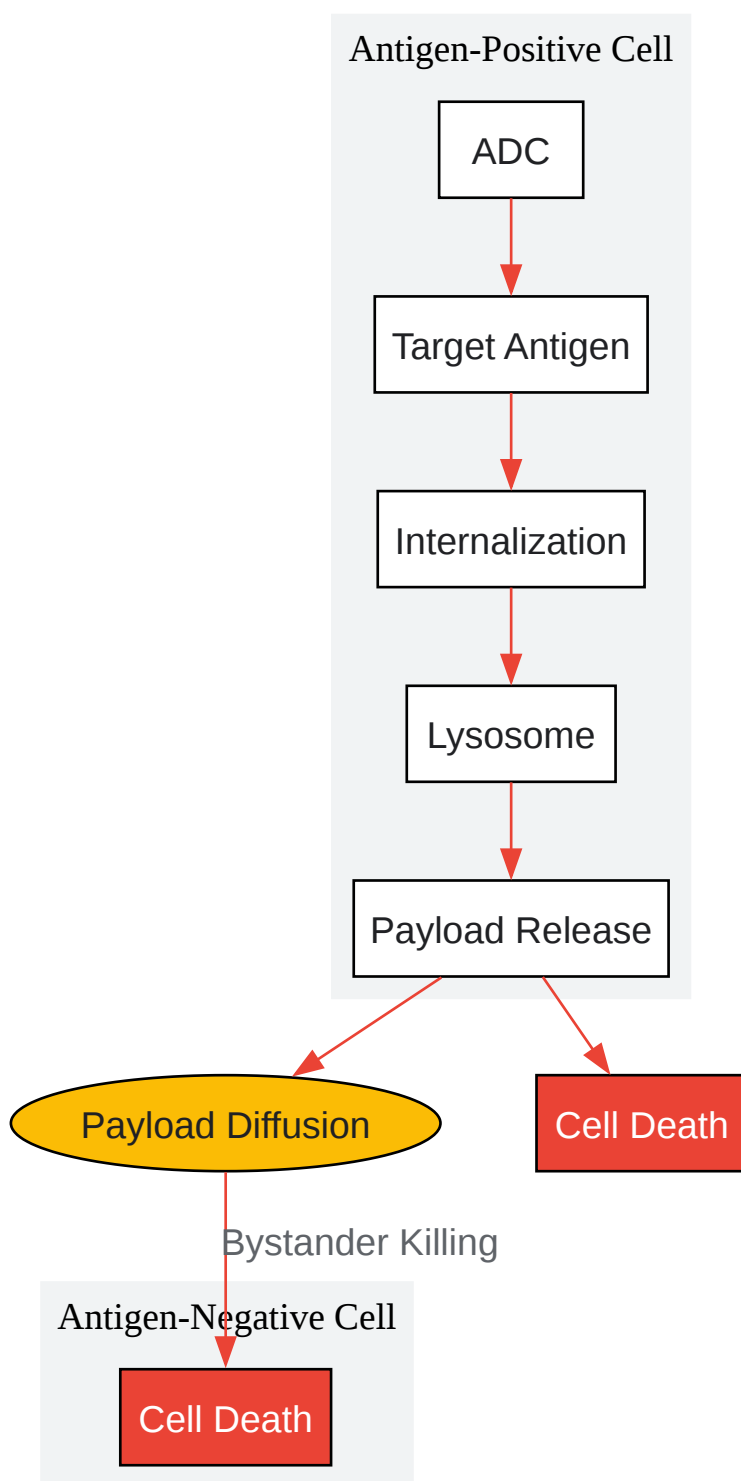 Antigen-Positive Cell
ADC
Target Antigen
Internalization
Lysosome
Payload Release
Payload Diffusion
Cell Death
Bystander Killing
Antigen-Negative Cell
Cell Death